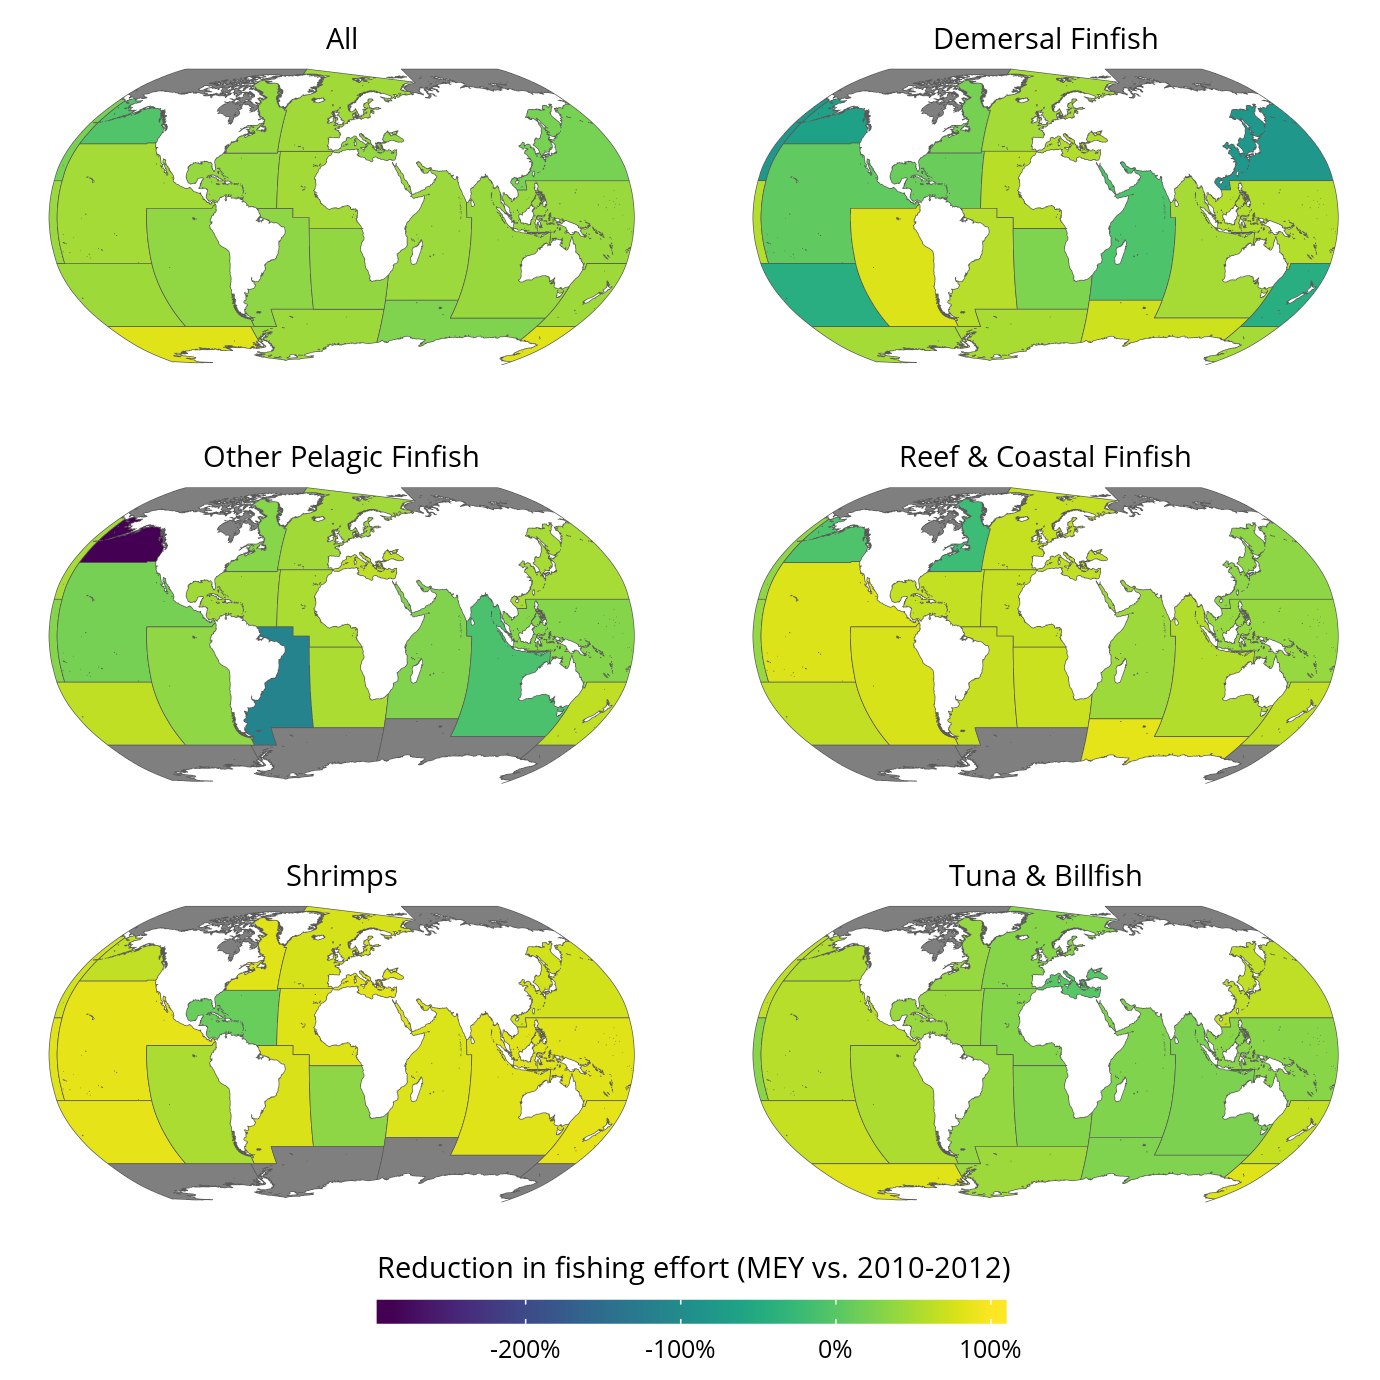 All
Demersal Finfish
Other Pelagic Finfish
Reef & Coastal Finfish
Shrimps
Tuna & Billfish
Reduction in fishing effort (MEY vs. 2010-2012)
-200%
-100%
0%
100%